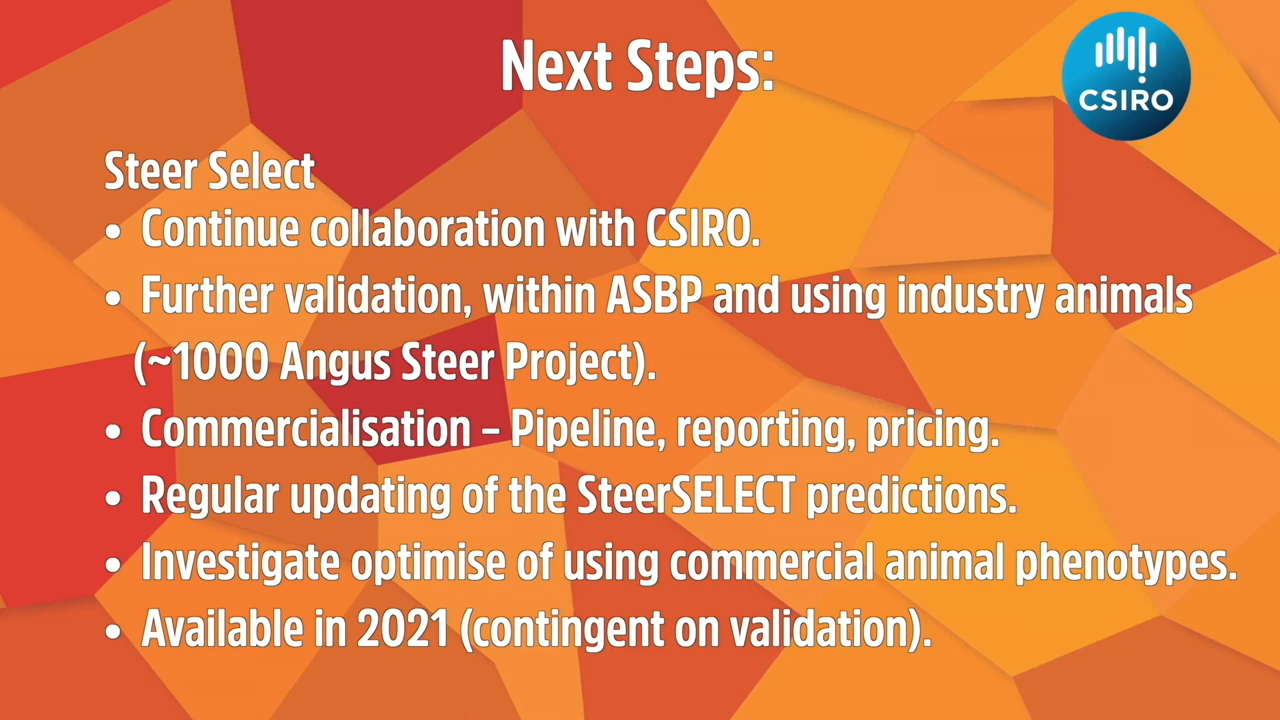 Next Steps:
CSIRO
Steer Select
• Continue collaboration with CSIRO.
• Further validation, within ASBP and using industry animals
(~1000 Angus Steer Project).
• Commercialisation – Pipeline, reporting, pricing.
• Regular updating of the SteerSELECT predictions.
• Investigate optimise of using commercial animal phenotypes.
• Available in 2021 (contingent on validation).